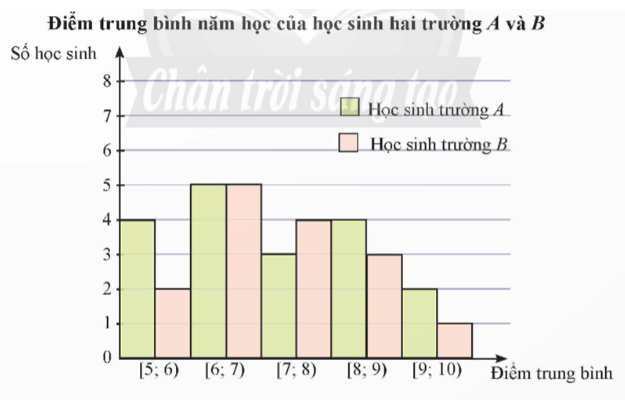 Điểm trung bình năm học của học sinh hai trường A và B
Số học sinh
Chân trời sáng tạo
8
7
6
5
4
3
2
1
0
Học sinh trường A
Học sinh trường B
[5; 6) [6; 7) [7; 8) [8; 9) [9; 10)
Điểm trung bình